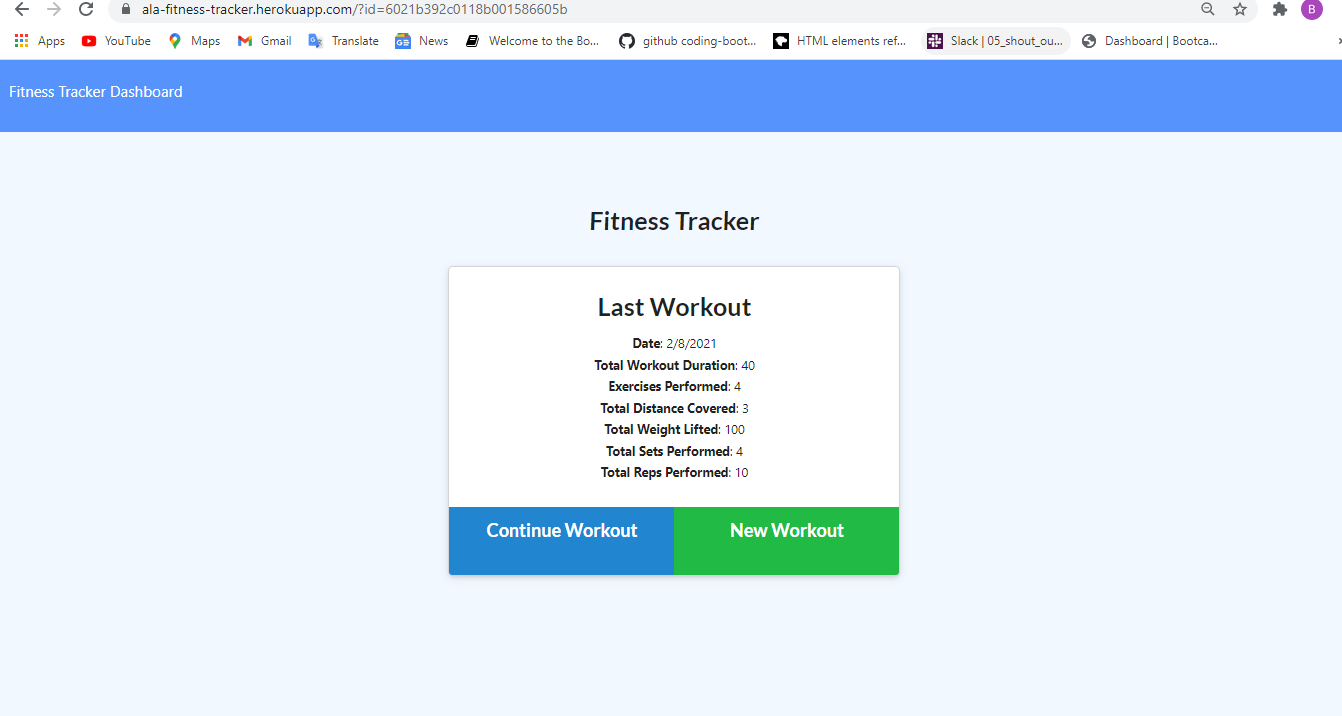 ala-fitness-tracker.herokuapp.com/?id=6021b392c0118b001586605b
B
Apps YouTube Maps Gmail Translate News Welcome to the Bo... github coding-boot... HTML elements ref... Slack | 05_shout_ou... Dashboard | Bootca...
Fitness Tracker Dashboard
Fitness Tracker
Last Workout
Date: 2/8/2021
Total Workout Duration: 40
Exercises Performed: 4
Total Distance Covered: 3
Total Weight Lifted: 100
Total Sets Performed: 4
Total Reps Performed: 10
Continue Workout New Workout